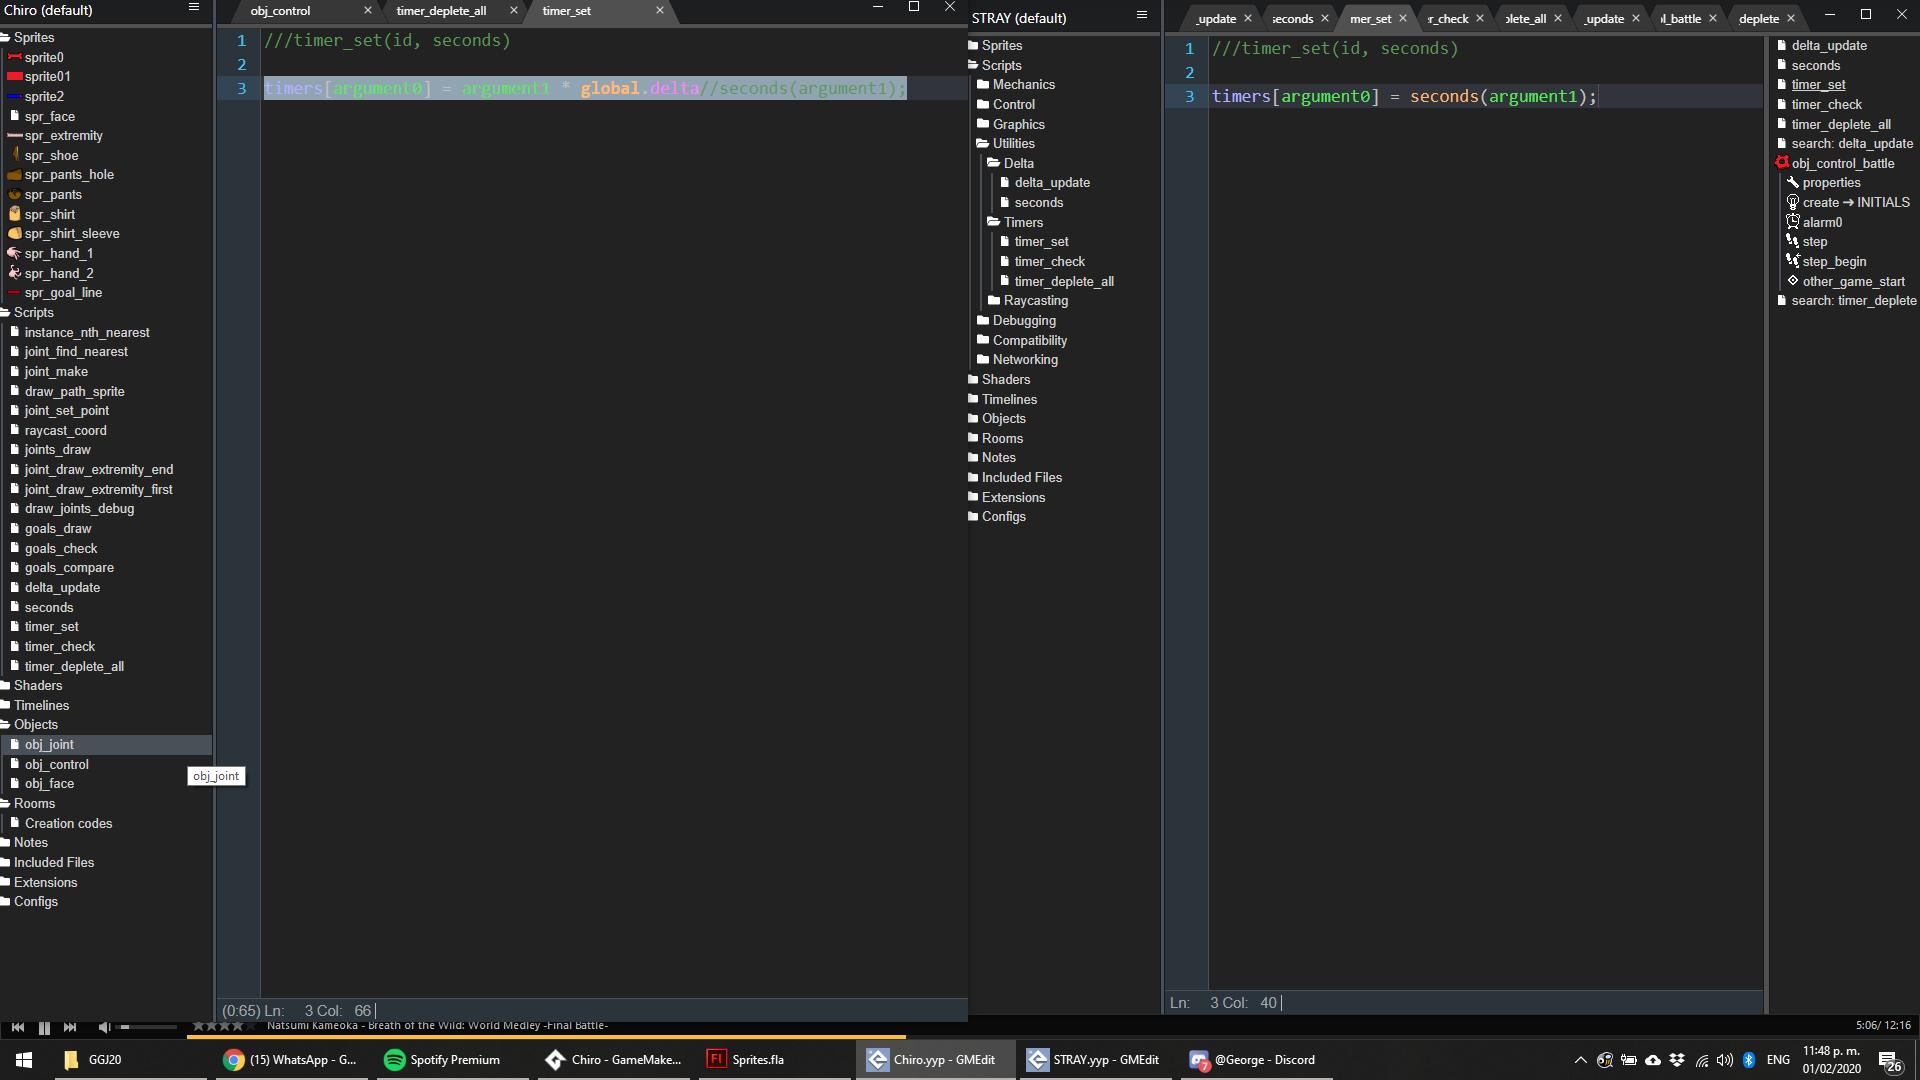 Chiro (default)
Sprites
sprite0
sprite01
sprite2
spr_face
spr_extremity
spr_shoe
spr_pants_hole
spr_pants
spr_shirt
spr_shirt_sleeve
spr_hand_1
spr_hand_2
spr_goal_line
Scripts
instance_nth_nearest
joint_find_nearest
joint_make
draw_path_sprite
joint_set_point
raycast_coord
joints_draw
joint_draw_extremity_end
joint_draw_extremity_first
draw_joints_debug
goals_draw
goals_check
goals_compare
delta_update
seconds
timer_set
timer_check
timer_deplete_all
Shaders
Timelines
Objects
obj_joint
obj_control
obj_face
obj_joint
Rooms
Creation codes
Notes
Included Files
Extensions
Configs
obj_control
timer_deplete_all
timer_set
1 ///timer_set(id, seconds)
2
3 timers[argument0] = argument1 * global.delta//seconds(argument1);
(0:65) Ln: 3 Col: 66
STRAY (default)
Sprites
Scripts
Mechanics
Control
Graphics
Utilities
Delta
delta_update
seconds
Timers
timer_set
timer_check
timer_deplete_all
Raycasting
Debugging
Compatibility
Networking
Shaders
Timelines
Objects
Rooms
Notes
Included Files
Extensions
Configs
_update
seconds
mer_set
r_check
plete_all
_update
l_battle
deplete
1 ///timer_set(id, seconds)
2
3 timers[argument0] = seconds(argument1);
Ln: 3 Col: 40
delta_update
seconds
timer_set
timer_check
timer_deplete_all
search: delta_update
obj_control_battle
properties
create → INITIALS
alarm0
step
step_begin
other_game_start
search: timer_deplete
Natsumi Kameoka - Breath of the Wild: World Medley -Final Battle-
5:06/ 12:16
GGJ20
(15) WhatsApp - G...
Spotify Premium
Chiro - GameMake...
Fl
Sprites.fla
Chiro.yyp - GMEdit
STRAY.yyp - GMEdit
7
@George - Discord
ENG
11:48 p. m.
01/02/2020
26